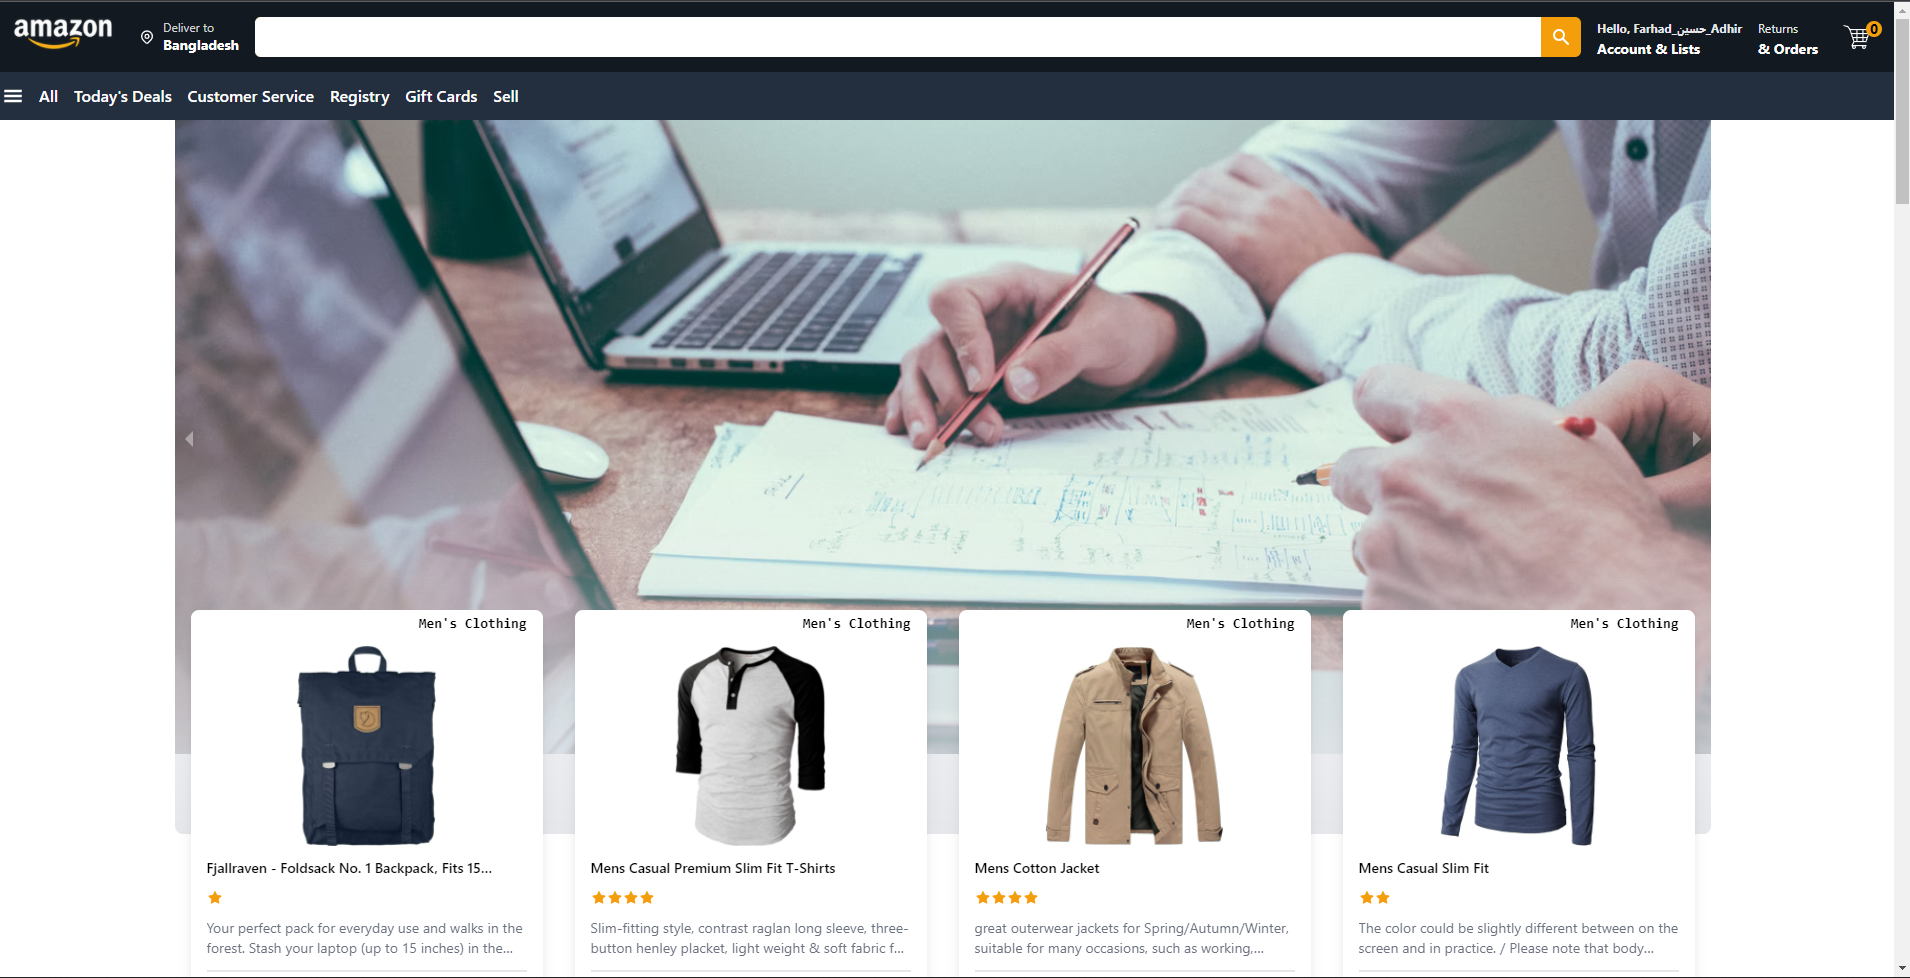 amazon
Deliver to
Bangladesh
Hello, Farhad_حسين_Adhir
Account & Lists
Returns
& Orders
0
All
Today's Deals
Customer Service
Registry
Gift Cards
Sell
Men's Clothing
Fjallraven - Foldsack No. 1 Backpack, Fits 15...
Your perfect pack for everyday use and walks in the
forest. Stash your laptop (up to 15 inches) in the...
Men's Clothing
Mens Casual Premium Slim Fit T-Shirts
Slim-fitting style, contrast raglan long sleeve, three-
button henley placket, light weight & soft fabric f...
Men's Clothing
Mens Cotton Jacket
great outerwear jackets for Spring/Autumn/Winter,
suitable for many occasions, such as working,...
Men's Clothing
Mens Casual Slim Fit
The color could be slightly different between on the
screen and in practice. / Please note that body...